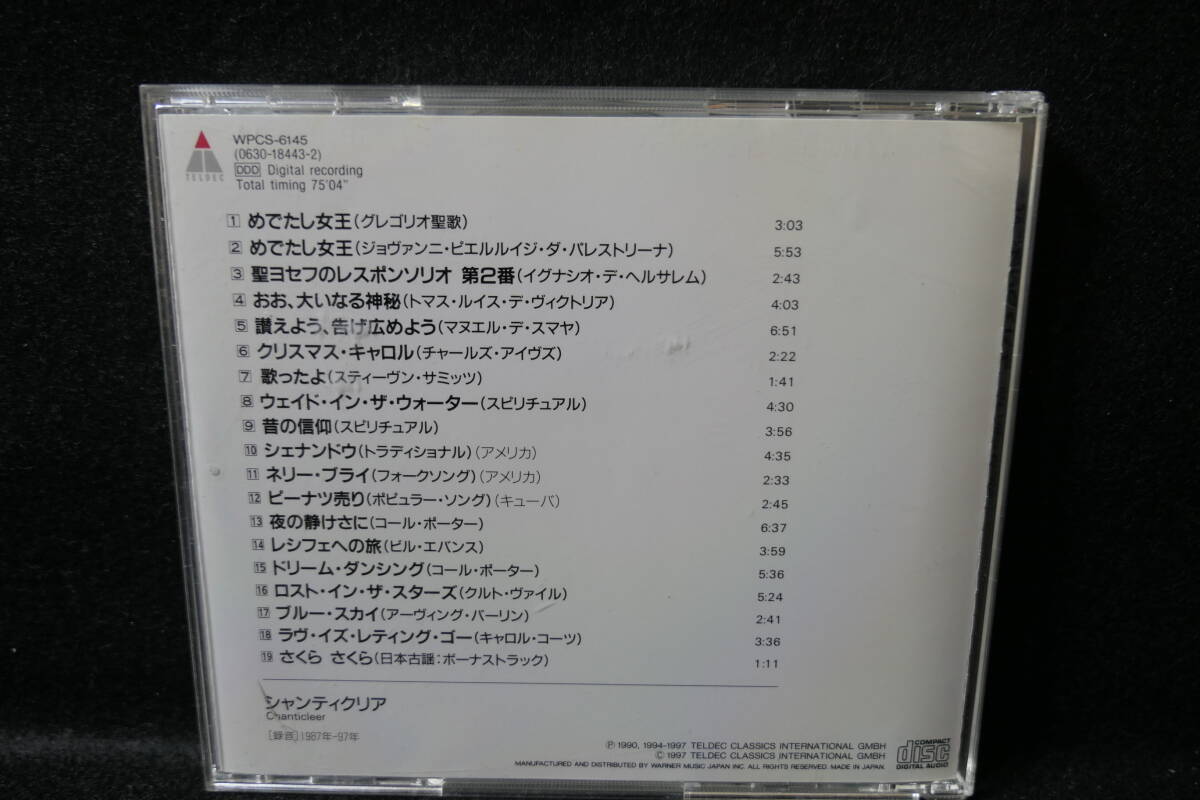 TELDEC
WPCS-6145
(0630-18443-2)
DDD Digital recording
Total timing 75'04"
1 めでたし女王(グレゴリオ聖歌) 3:03
2 めでたし女王(ジョヴァンニ・ピエルルイジ・ダ・パレストリーナ) 5:53
3 聖ヨセフのレスポンソリオ 第2番(イグナシオ・デ・ヘルサレム) 2:43
4 おお、大いなる神秘(トマス・ルイス・デ・ヴィクトリア) 4:03
5 讃えよう、告げ広めよう(マヌエル・デ・スマヤ) 6:51
6 クリスマス・キャロル(チャールズ・アイヴズ) 2:22
7 歌ったよ(スティーヴン・サミッツ) 1:41
8 ウェイド・イン・ザ・ウォーター(スピリチュアル) 4:30
9 昔の信仰(スピリチュアル) 3:56
10 シェナンドウ(トラディショナル)(アメリカ) 4:35
11 ネリー・ブライ(フォークソング)(アメリカ) 2:33
12 ピーナツ売り(ポピュラー・ソング)(キューバ) 2:45
13 夜の静けさに(コール・ポーター) 6:37
14 レシフェへの旅(ビル・エバンス) 3:59
15 ドリーム・ダンシング(コール・ポーター) 5:36
16 ロスト・イン・ザ・スターズ(クルト・ヴァイル) 5:24
17 ブルー・スカイ(アーヴィング・バーリン) 2:41
18 ラヴ・イズ・レティング・ゴー(キャロル・コーツ) 3:36
19 さくら さくら(日本古謡:ボーナストラック) 1:11
シャンティクリア
Chanticleer
[録音]1987年-97年
Ⓟ 1990, 1994-1997 TELDEC CLASSICS INTERNATIONAL GMBH
© 1997 TELDEC CLASSICS INTERNATIONAL GMBH
MANUFACTURED AND DISTRIBUTED BY WARNER MUSIC JAPAN INC. ALL RIGHTS RESERVED. MADE IN JAPAN.
COMPACT
disc
DIGITAL AUDIO